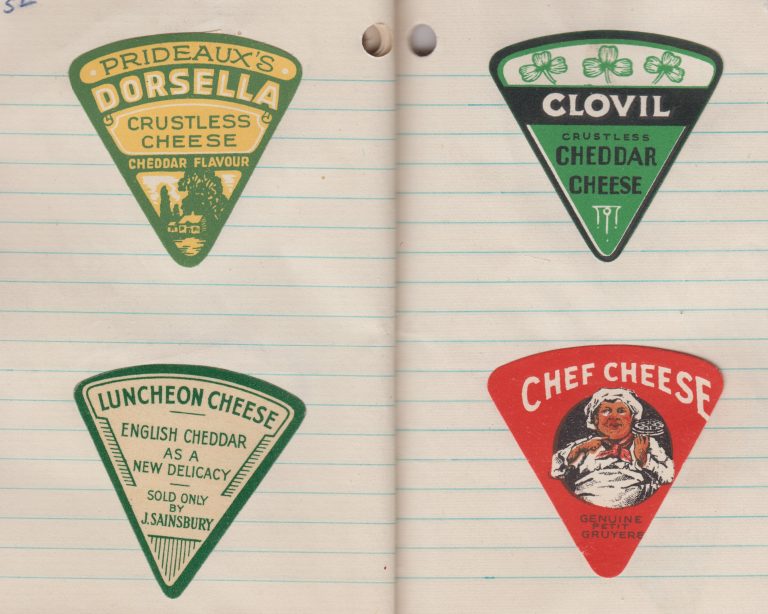 PRIDEAUX'S
DORSELLA
CRUSTLESS
CHEESE
CHEDDAR FLAVOUR
CLOVIL
CRUSTLESS
CHEDDAR
CHEESE
LUNCHEON CHEESE
ENGLISH CHEDDAR
AS A
NEW DELICACY
SOLD ONLY
BY
J.SAINSBURY
CHEF CHEESE
GENUINE
PETIT
GRUYERE